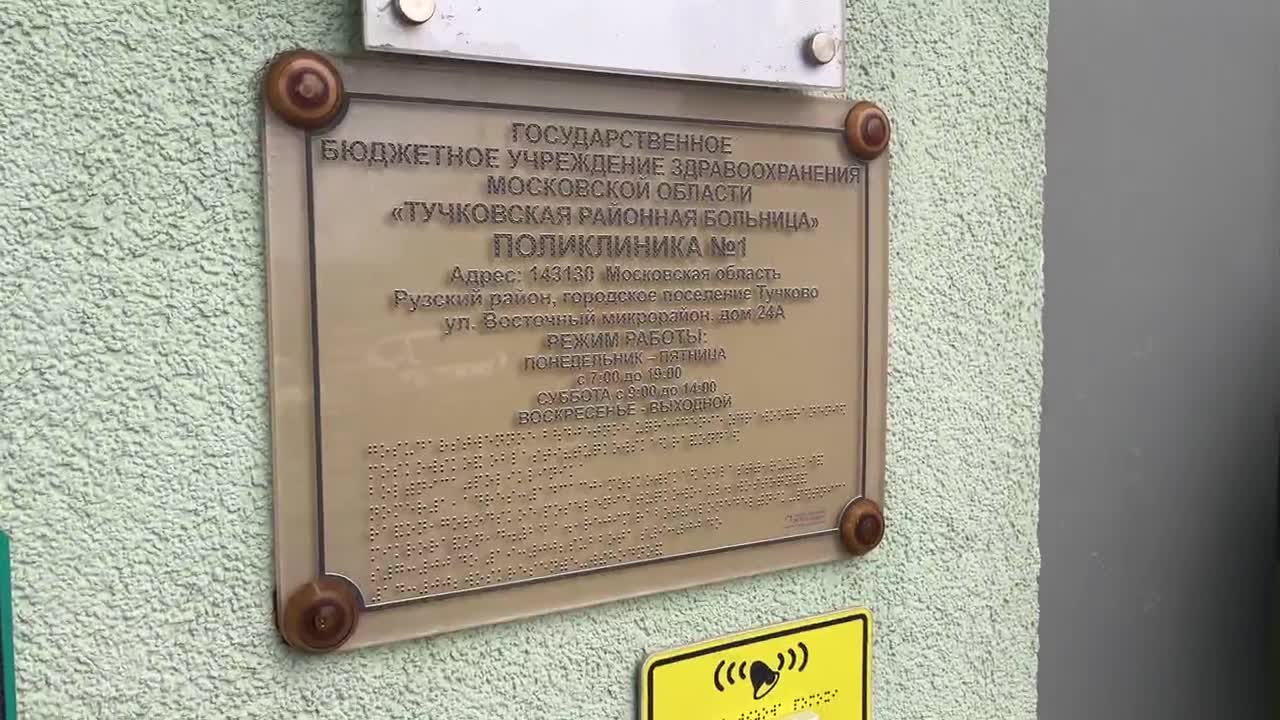 ГОСУДАРСТВЕННОЕ
БЮДЖЕТНОЕ УЧРЕЖДЕНИЕ ЗДРАВООХРАНЕНИЯ
МОСКОВСКОЙ ОБЛАСТИ
«ТУЧКОВСКАЯ РАЙОННАЯ БОЛЬНИЦА»
ПОЛИКЛИНИКА №1
Адрес: 143130 Московская область
Рузский район, городское поселение Тучково
ул. Восточный микрорайон, дом 24А
РЕЖИМ РАБОТЫ:
ПОНЕДЕЛЬНИК – ПЯТНИЦА
с 7:00 до 19:00
СУББОТА с 9:00 до 14:00
ВОСКРЕСЕНЬЕ - ВЫХОДНОЙ